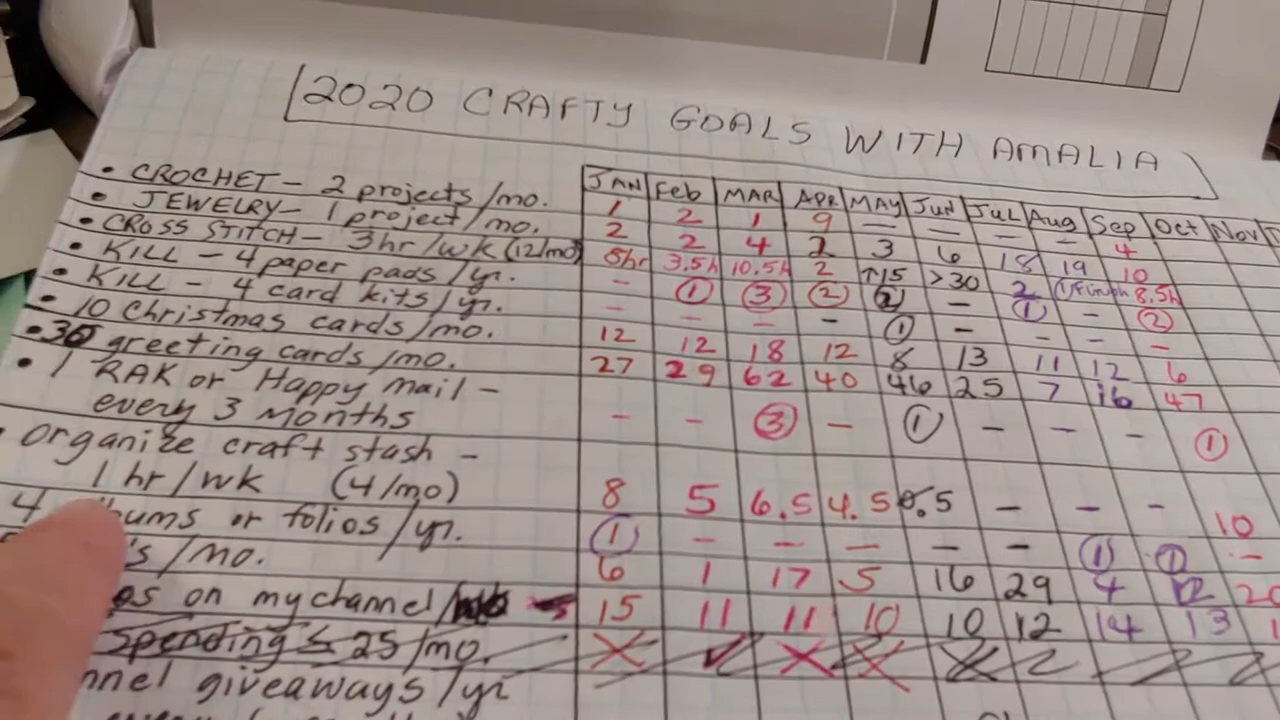 2020 CRAFTY GOALS WITH AMALIA
JAN Feb MAR APR MAY Jun Jul Aug Sep Oct Nov
• CROCHET - 2 projects/mo. 1 2 1 9 — — — — 4
• JEWELRY - 1 project/mo. 2 2 4 2 3 6 18 19 10
• CROSS STITCH - 3hr/wk (12/mo) 5hr 3.5h 10.5h 2 ↑15 >30 2 8.5h
• KILL - 4 paper pads/yr. - 1 3 2 2 - 1 - 2
• KILL - 4 card kits/yr. - - - - 1 - - - -
- 10 Christmas cards/mo. 12 12 18 12 8 13 11 12 6
• 30 greeting cards/mo. 27 29 62 40 46 25 7 16 47
• 1 RAK or Happy mail -
every 3 months - - 3 - 1 - - - 1
• organize craft stash -
1 hr/wk (4/mo) 8 5 6.5 4.5 .5 - - - 10
4 bums or folios/yr. 1 - - - - - 1 1 -
's/mo. 6 1 17 5 16 29 4 12
os on my channel/ 15 11 11 10 10 12 14 13
Spending ≤ 25/mo. X ✓ X X
nnel giveaways/yr